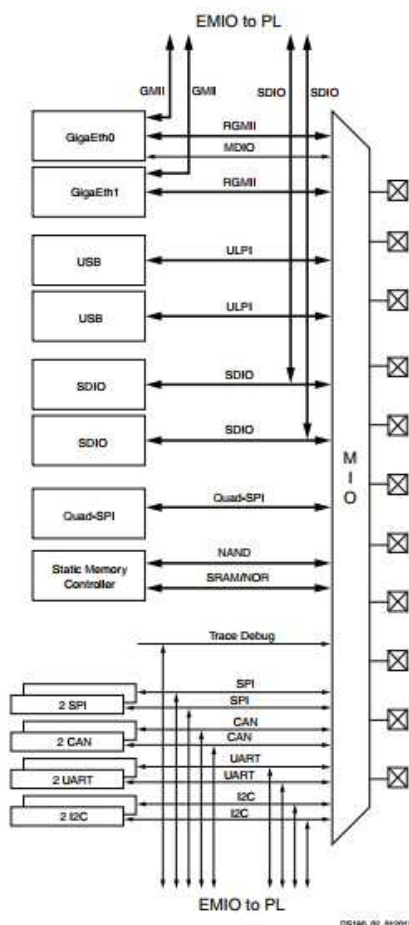 EMIO to PL
GMII
GMII
SDIO
SDIO
GigaEth0
RGMII
MDIO
GigaEth1
RGMII
USB
ULPI
USB
ULPI
SDIO
SDIO
SDIO
SDIO
M
I
O
Quad-SPI
Quad-SPI
Static Memory
Controller
NAND
SRAM/NOR
Trace Debug
SPI
2 SPI
SPI
CAN
2 CAN
CAN
UART
2 UART
UART
I2C
2 I2C
I2C
EMIO to PL